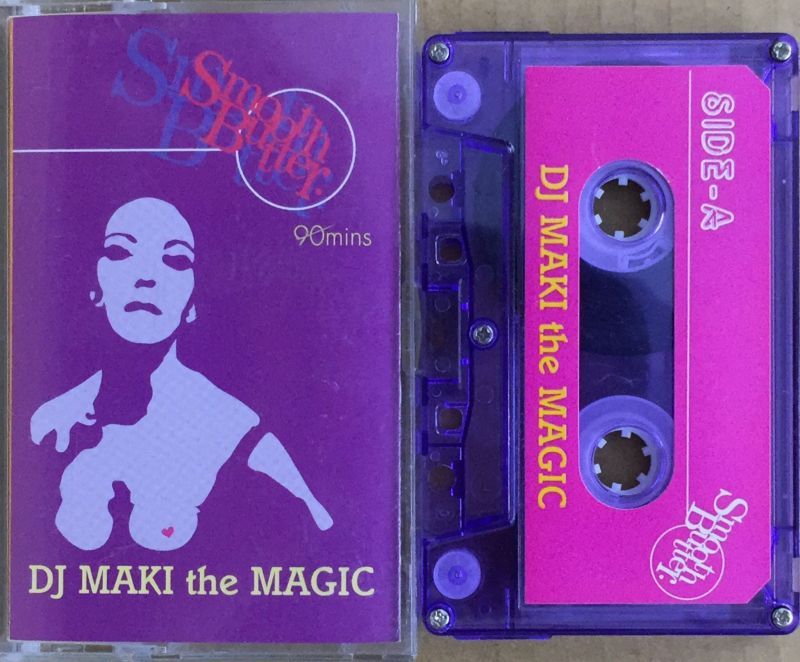 Smooth
Butter.
90mins
DJ MAKI the MAGIC
SIDE-A
DJ MAKI the MAGIC
Smooth
Butter.